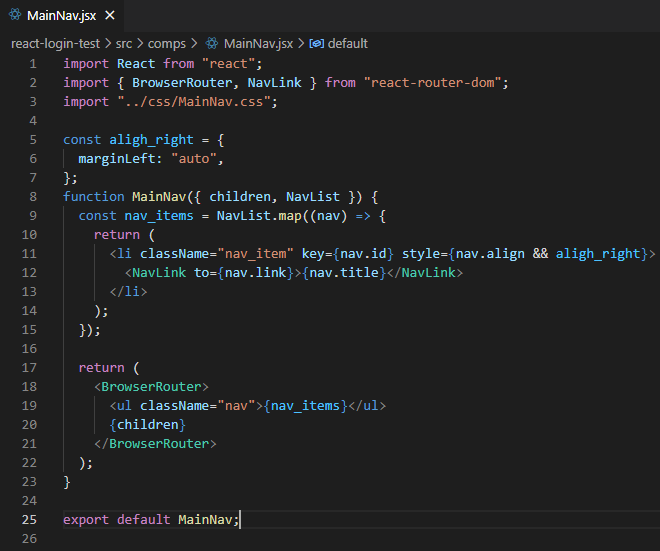 MainNav.jsx ×
react-login-test > src > comps > MainNav.jsx > default
1 import React from "react";
2 import { BrowserRouter, NavLink } from "react-router-dom";
3 import "../css/MainNav.css";
4
5 const aligh_right = {
6   marginLeft: "auto",
7 };
8 function MainNav({ children, NavList }) {
9   const nav_items = NavList.map((nav) => {
10     return (
11       <li className="nav_item" key={nav.id} style={nav.align && aligh_right}>
12         <NavLink to={nav.link}>{nav.title}</NavLink>
13       </li>
14     );
15   });
16
17   return (
18     <BrowserRouter>
19       <ul className="nav">{nav_items}</ul>
20       {children}
21     </BrowserRouter>
22   );
23 }
24
25 export default MainNav;
26